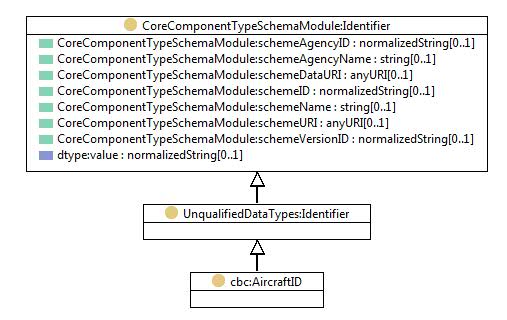 CoreComponentTypeSchemaModule:Identifier
CoreComponentTypeSchemaModule:schemeAgencyID : normalizedString[0..1]
CoreComponentTypeSchemaModule:schemeAgencyName : string[0..1]
CoreComponentTypeSchemaModule:schemeDataURI : anyURI[0..1]
CoreComponentTypeSchemaModule:schemeID : normalizedString[0..1]
CoreComponentTypeSchemaModule:schemeName : string[0..1]
CoreComponentTypeSchemaModule:schemeURI : anyURI[0..1]
CoreComponentTypeSchemaModule:schemeVersionID : normalizedString[0..1]
dtype:value : normalizedString[0..1]
UnqualifiedDataTypes:Identifier
cbc:AircraftID